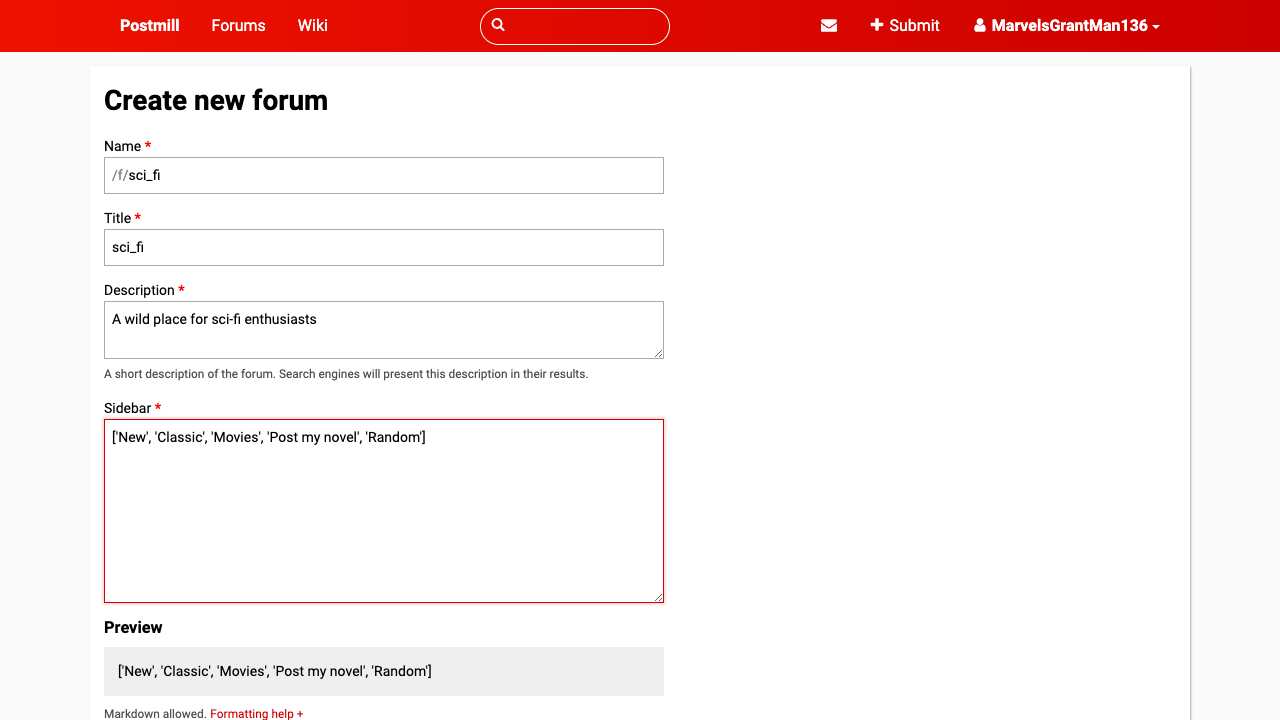 Postmill Forums Wiki Submit MarvelsGrantMan136
Create new forum
Name *
/f/sci_fi
Title *
sci_fi
Description *
A wild place for sci-fi enthusiasts
A short description of the forum. Search engines will present this description in their results.
Sidebar *
['New', 'Classic', 'Movies', 'Post my novel', 'Random']
Preview
['New', 'Classic', 'Movies', 'Post my novel', 'Random']
Markdown allowed. Formatting help +